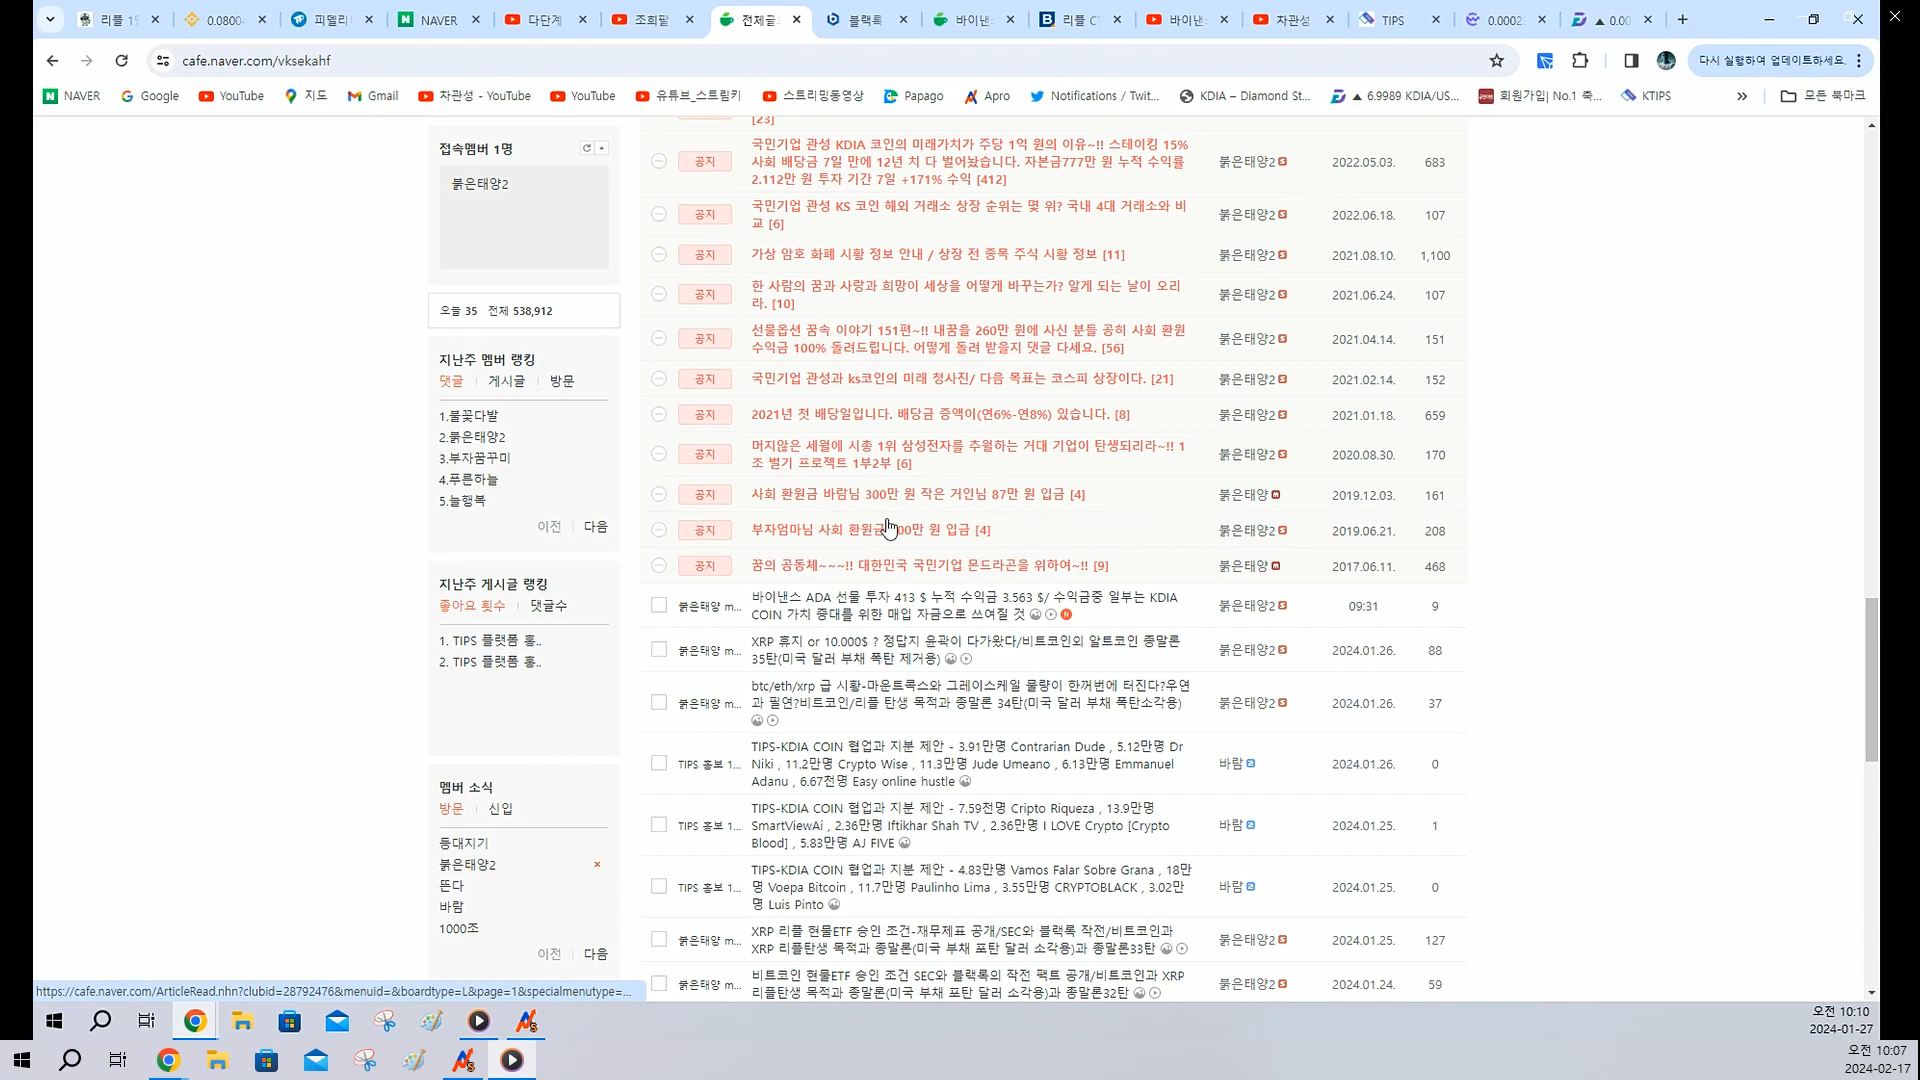 리플 1
0.0800
피델리
NAVER
다단계
조희팔
전체글
블랙록
바이낸
리플 C
바이낸
차관성
TIPS
0.0002
▲ 0.00
cafe.naver.com/vksekahf
다시 실행하여 업데이트하세요.
NAVER
Google
YouTube
지도
Gmail
차관성 - YouTube
YouTube
유튜브_스트림키
스트리밍동영상
Papago
Apro
Notifications / Twit...
KDIA – Diamond St...
▲ 6.9989 KDIA/US...
회원가입| No.1 축...
KTIPS
모든 북마크
접속멤버 1명
붉은태양2
오늘 35 전체 538,912
지난주 멤버 랭킹
댓글 게시글 방문
1.불꽃다발
2.붉은태양2
3.부자꿈꾸미
4.푸른하늘
5.늘행복
이전 다음
지난주 게시글 랭킹
좋아요 횟수 댓글수
1. TIPS 플랫폼 홍..
2. TIPS 플랫폼 홍..
멤버 소식
방문 신입
등대지기
붉은태양2
뜬다
바람
1000조
이전 다음
[23]
국민기업 관성 KDIA 코인의 미래가치가 주당 1억 원의 이유~!! 스테이킹 15%
공지 사회 배당금 7일 만에 12년 치 다 벌어놨습니다. 자본금777만 원 누적 수익률 붉은태양2 2022.05.03. 683
2.112만 원 투자 기간 7일 +171% 수익 [412]
국민기업 관성 KS 코인 해외 거래소 상장 순위는 몇 위? 국내 4대 거래소와 비
공지 교 [6] 붉은태양2 2022.06.18. 107
공지 가상 암호 화폐 시황 정보 안내 / 상장 전 종목 주식 시황 정보 [11] 붉은태양2 2021.08.10. 1,100
한 사람의 꿈과 사랑과 희망이 세상을 어떻게 바꾸는가? 알게 되는 날이 오리
공지 라. [10] 붉은태양2 2021.06.24. 107
선물옵션 꿈속 이야기 151편~!! 내꿈을 260만 원에 사신 분들 공히 사회 환원
공지 수익금 100% 돌려드립니다. 어떻게 돌려 받을지 댓글 다세요. [56] 붉은태양2 2021.04.14. 151
공지 국민기업 관성과 ks코인의 미래 청사진/ 다음 목표는 코스피 상장이다. [21] 붉은태양2 2021.02.14. 152
공지 2021년 첫 배당일입니다. 배당금 증액이(연6%-연8%) 있습니다. [8] 붉은태양2 2021.01.18. 659
머지않은 세월에 시총 1위 삼성전자를 추월하는 거대 기업이 탄생되리라~!! 1
공지 조 벌기 프로젝트 1부2부 [6] 붉은태양2 2020.08.30. 170
공지 사회 환원금 바람님 300만 원 작은 거인님 87만 원 입금 [4] 붉은태양 2019.12.03. 161
공지 부자엄마님 사회 환원금 00만 원 입금 [4] 붉은태양2 2019.06.21. 208
공지 꿈의 공동체~~~!! 대한민국 국민기업 몬드라곤을 위하여~!! [9] 붉은태양 2017.06.11. 468
바이낸스 ADA 선물 투자 413 $ 누적 수익금 3.563 $/ 수익금중 일부는 KDIA
붉은태양 m... COIN 가치 증대를 위한 매입 자금으로 쓰여질 것 붉은태양2 09:31 9
XRP 휴지 or 10.000$ ? 정답지 윤곽이 다가왔다/비트코인외 알트코인 종말론
붉은태양 m... 35탄(미국 달러 부채 폭탄 제거용) 붉은태양2 2024.01.26. 88
btc/eth/xrp 급 시황-마운트콕스와 그레이스케일 물량이 한꺼번에 터진다?우연
붉은태양 m... 과 필연?비트코인/리플 탄생 목적과 종말론 34탄(미국 달러 부채 폭탄소각용) 붉은태양2 2024.01.26. 37
TIPS-KDIA COIN 협업과 지분 제안 - 3.91만명 Contrarian Dude , 5.12만명 Dr
TIPS 홍보 1... Niki , 11.2만명 Crypto Wise , 11.3만명 Jude Umeano , 6.13만명 Emmanuel 바람 2024.01.26. 0
Adanu , 6.67천명 Easy online hustle
TIPS-KDIA COIN 협업과 지분 제안 - 7.59천명 Cripto Riqueza , 13.9만명
TIPS 홍보 1... SmartViewAi , 2.36만명 Iftikhar Shah TV , 2.36만명 I LOVE Crypto [Crypto 바람 2024.01.25. 1
Blood] , 5.83만명 AJ FIVE
TIPS-KDIA COIN 협업과 지분 제안 - 4.83만명 Vamos Falar Sobre Grana , 18만
TIPS 홍보 1... 명 Voepa Bitcoin , 11.7만명 Paulinho Lima , 3.55만명 CRYPTOBLACK , 3.02만 바람 2024.01.25. 0
명 Luis Pinto
XRP 리플 현물ETF 승인 조건-재무제표 공개/SEC와 블랙록 작전/비트코인과
붉은태양 m... XRP 리플탄생 목적과 종말론(미국 부채 포탄 달러 소각용)과 종말론33탄 붉은태양2 2024.01.25. 127
비트코인 현물ETF 승인 조건 SEC와 블랙록의 작전 팩트 공개/비트코인과 XRP
붉은태양 m... 리플탄생 목적과 종말론(미국 부채 포탄 달러 소각용)과 종말론32탄 붉은태양2 2024.01.24. 59
https://cafe.naver.com/ArticleRead.nhn?clubid=28792476&menuid=&boardtype=L&page=1&specialmenutype=...
오전 10:10
2024-01-27
오전 10:07
2024-02-17